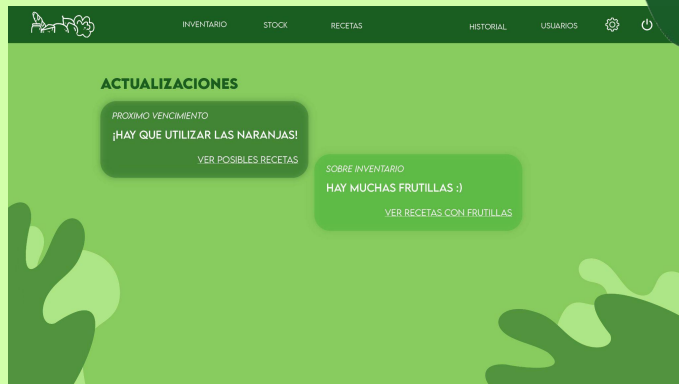 INVENTARIO STOCK RECETAS HISTORIAL USUARIOS
ACTUALIZACIONES
PROXIMO VENCIMIENTO
¡HAY QUE UTILIZAR LAS NARANJAS!
VER POSIBLES RECETAS
SOBRE INVENTARIO
HAY MUCHAS FRUTILLAS :)
VER RECETAS CON FRUTILLAS